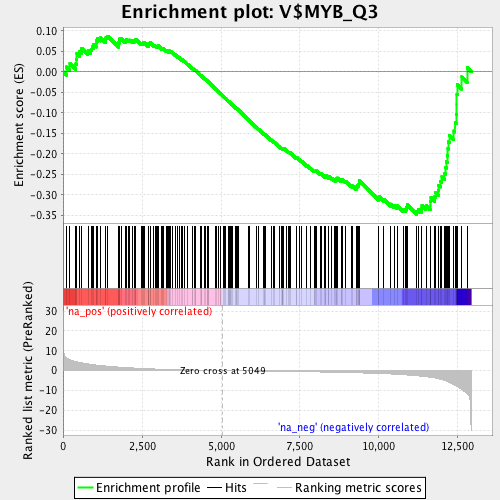 Enrichment plot: V$MYB_Q3
Enrichment score (ES)
0.10
0.05
0.00
-0.05
-0.10
-0.15
-0.20
-0.25
-0.30
-0.35
'na_pos' (positively correlated)
Ranked list metric (PreRanked)
30
20
10
0
-10
-20
-30
Zero cross at 5049
'na_neg' (negatively correlated)
0
2,500
5,000
7,500
10,000
12,500
Rank in Ordered Dataset
Enrichment profile
Hits
Ranking metric scores